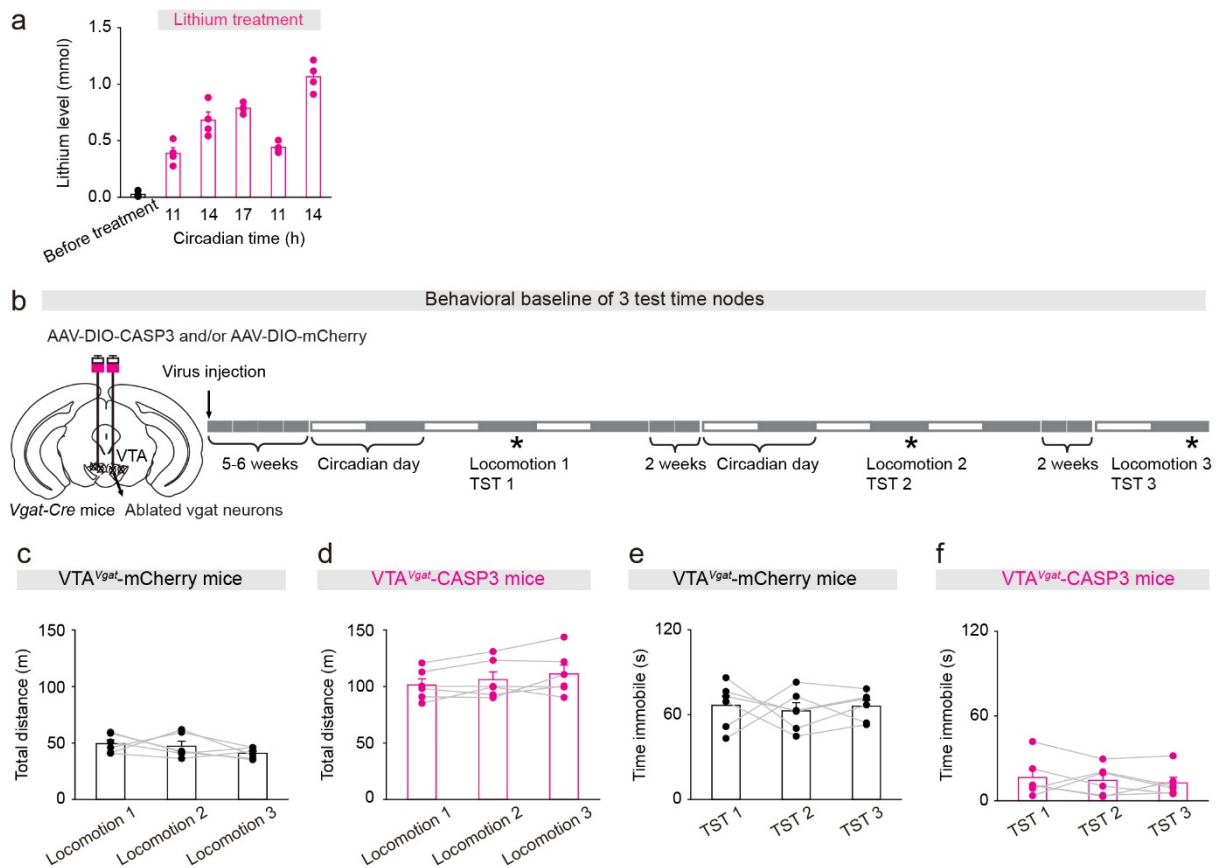 a
Lithium treatment
Lithium level (mmol)
1.5
1.0
0.5
0.0
Before treatment
11 14 17 11 14
Circadian time (h)
b
Behavioral baseline of 3 test time nodes
AAV-DIO-CASP3 and/or AAV-DIO-mCherry
Virus injection
VTA
Vgat-Cre mice Ablated vgat neurons
5-6 weeks
Circadian day
*
Locomotion 1
TST 1
2 weeks
Circadian day
*
Locomotion 2
TST 2
2 weeks
*
Locomotion 3
TST 3
c
VTAVgat-mCherry mice
Total distance (m)
150
100
50
0
Locomotion 1 Locomotion 2 Locomotion 3
d
VTAVgat-CASP3 mice
Total distance (m)
150
100
50
0
Locomotion 1 Locomotion 2 Locomotion 3
e
VTAVgat-mCherry mice
Time immobile (s)
120
60
0
TST 1 TST 2 TST 3
f
VTAVgat-CASP3 mice
Time immobile (s)
120
60
0
TST 1 TST 2 TST 3